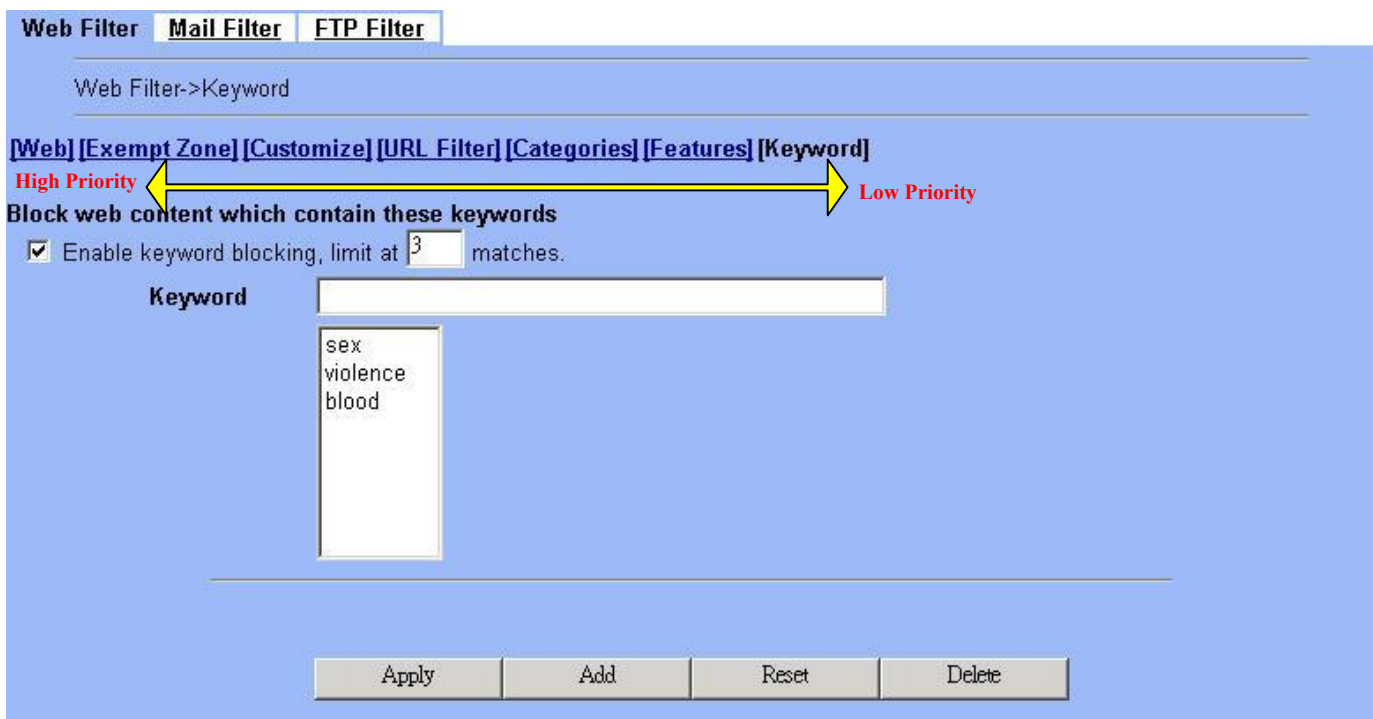 Web Filter Mail Filter FTP Filter
Web Filter->Keyword
[Web] [Exempt Zone] [Customize] [URL Filter] [Categories] [Features] [Keyword]
High Priority Low Priority
Block web content which contain these keywords
Enable keyword blocking, limit at 3 matches.
Keyword
sex
violence
blood
Apply Add Reset Delete